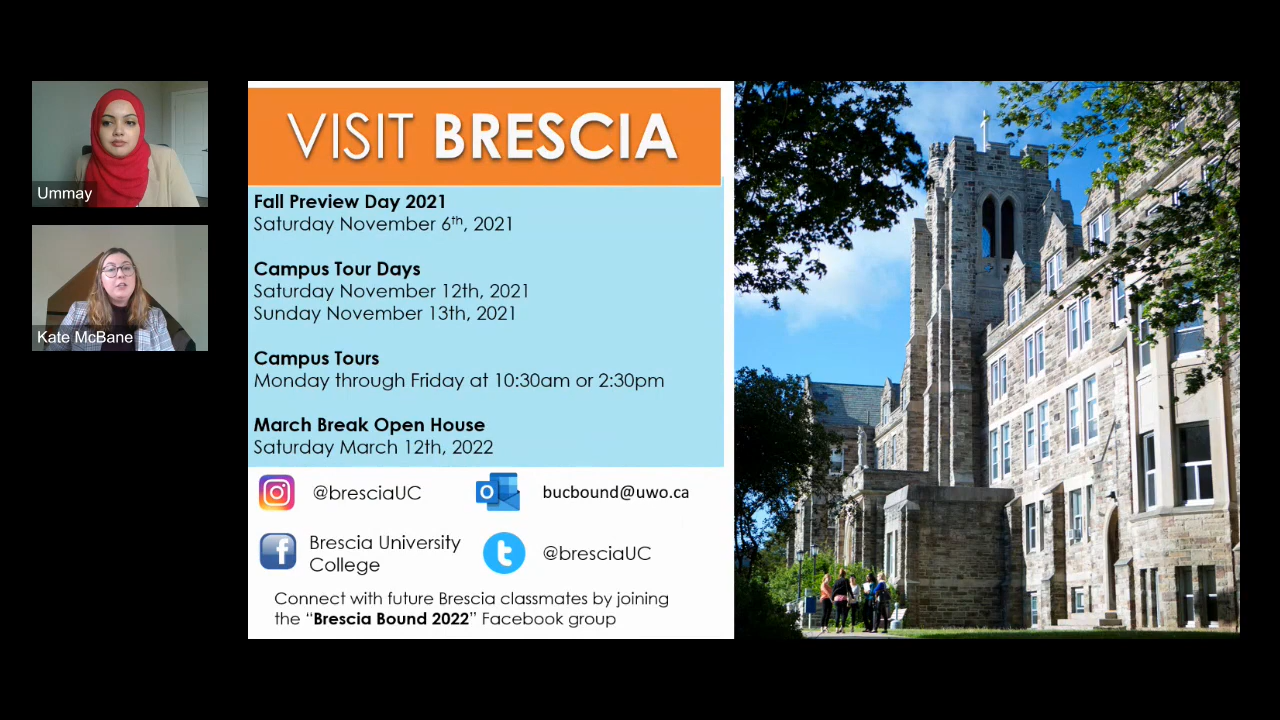 Ummay
Kate McBane
VISIT BRESCIA
Fall Preview Day 2021
Saturday November 6th, 2021
Campus Tour Days
Saturday November 12th, 2021
Sunday November 13th, 2021
Campus Tours
Monday through Friday at 10:30am or 2:30pm
March Break Open House
Saturday March 12th, 2022
@bresciaUC
bucbound@uwo.ca
Brescia University
College
@bresciaUC
Connect with future Brescia classmates by joining
the “Brescia Bound 2022” Facebook group